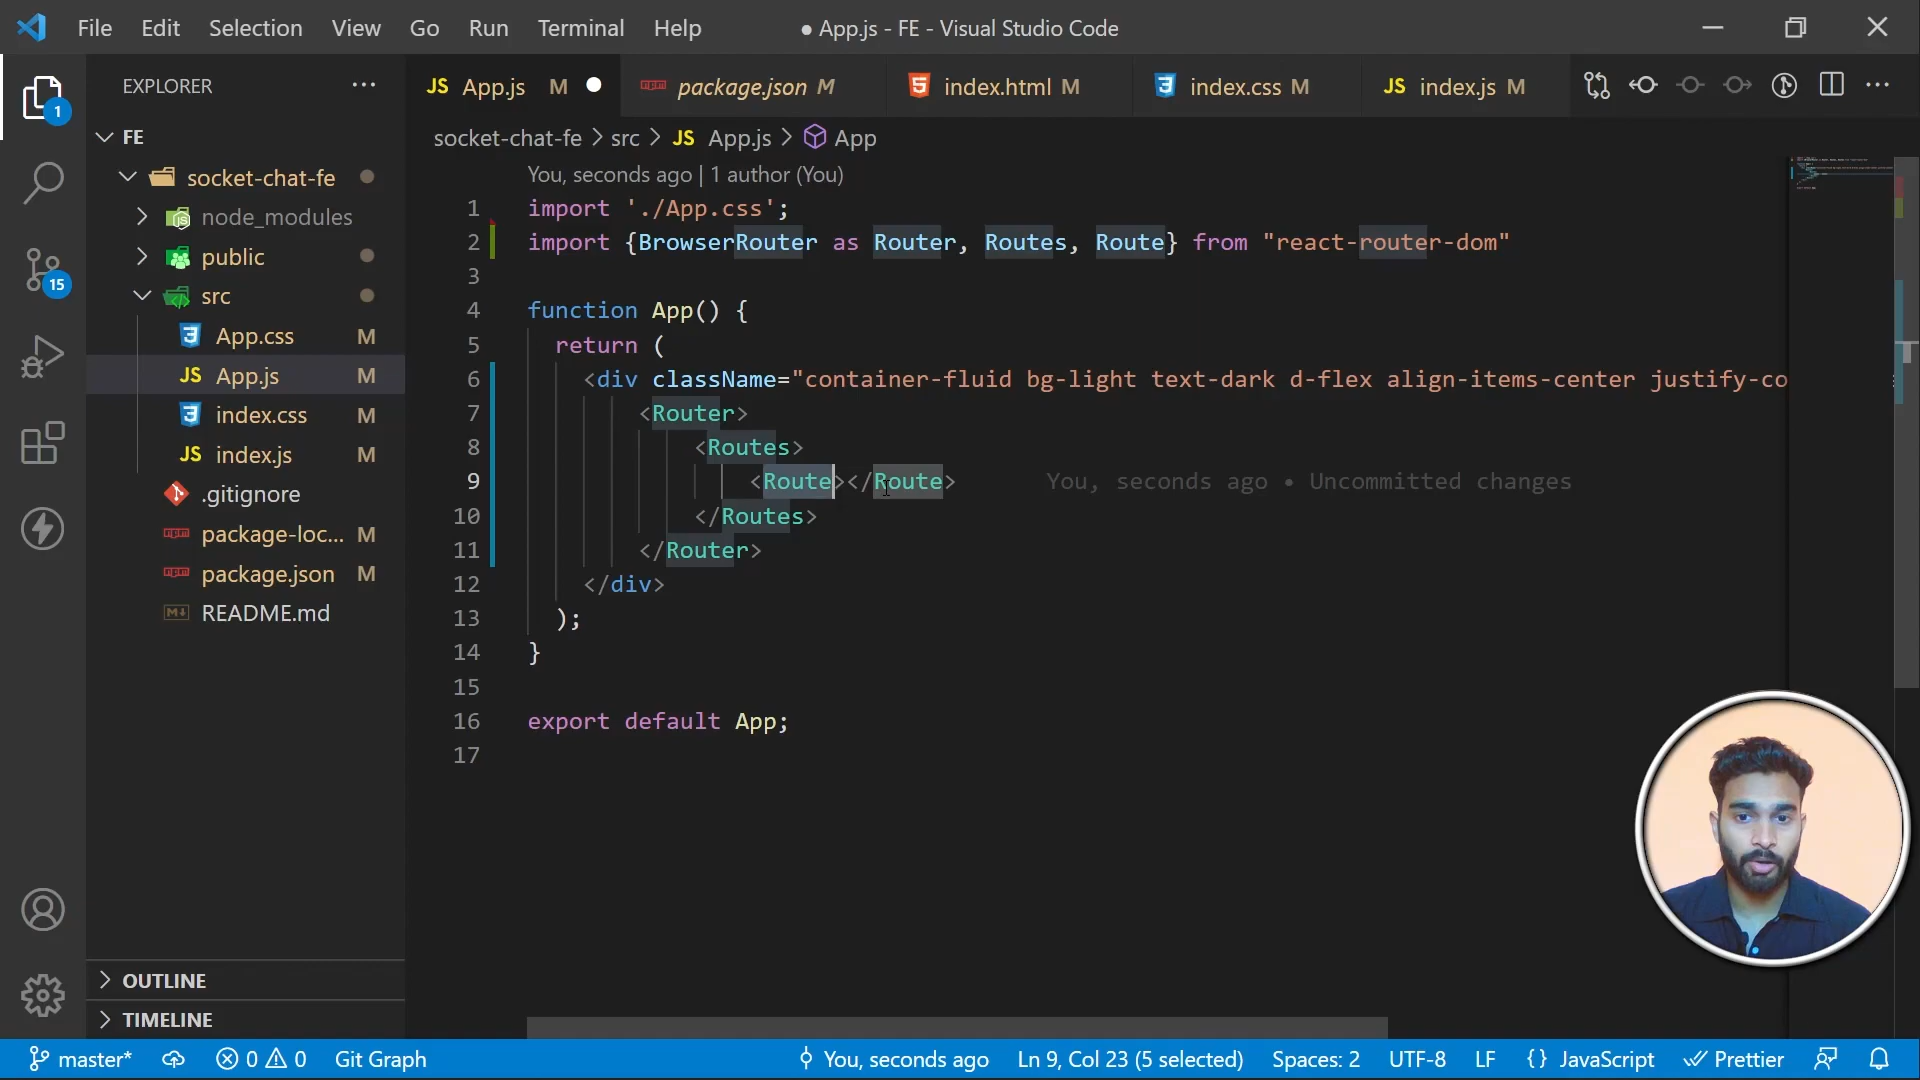 File Edit Selection View Go Run Terminal Help ● App.js - FE - Visual Studio Code
EXPLORER ...
JS App.js M
package.json M
index.html M
index.css M
JS index.js M
FE
socket-chat-fe > src > JS App.js > App
socket-chat-fe
node_modules
public
src
App.css M
JS App.js M
index.css M
JS index.js M
.gitignore
package-loc... M
package.json M
README.md
OUTLINE
TIMELINE
1
15
You, seconds ago | 1 author (You)
1 import './App.css';
2 import {BrowserRouter as Router, Routes, Route} from "react-router-dom"
3
4 function App() {
5 return (
6 <div className="container-fluid bg-light text-dark d-flex align-items-center justify-co
7 <Router>
8 <Routes>
9 <Route></Route> You, seconds ago • Uncommitted changes
10 </Routes>
11 </Router>
12 </div>
13 );
14 }
15
16 export default App;
17
master* 0 0 Git Graph You, seconds ago Ln 9, Col 23 (5 selected) Spaces: 2 UTF-8 LF {} JavaScript Prettier